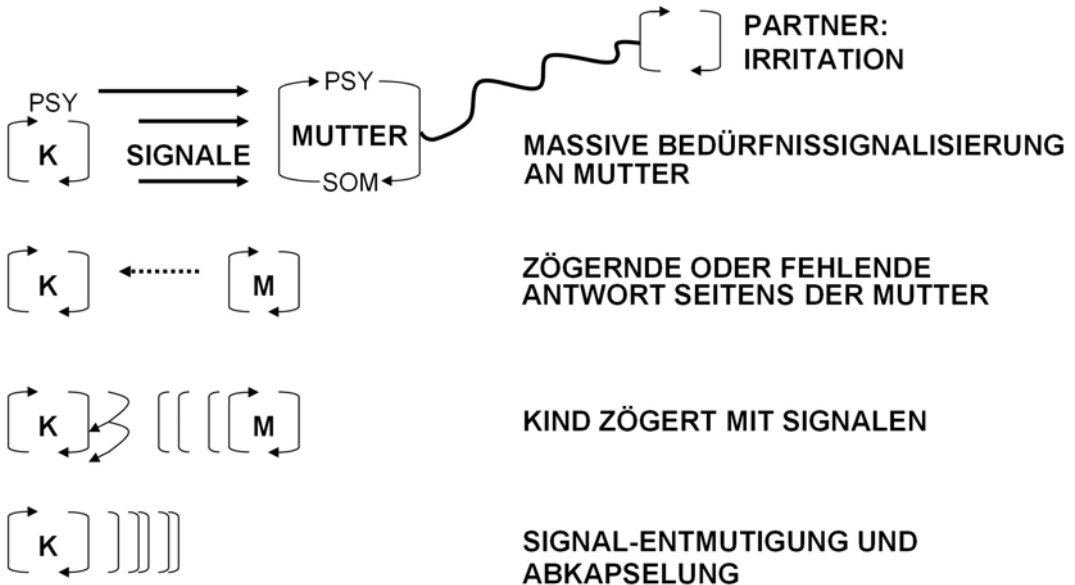 PARTNER:
IRRITATION
PSY
PSY
K
SIGNALE
MUTTER
SOM
MASSIVE BEDÜRFNISSIGNALISIERUNG
AN MUTTER
K
M
ZÖGERNDE ODER FEHLENDE
ANTWORT SEITENS DER MUTTER
K
M
KIND ZÖGERT MIT SIGNALEN
K
SIGNAL-ENTMUTIGUNG UND
ABKAPSELUNG